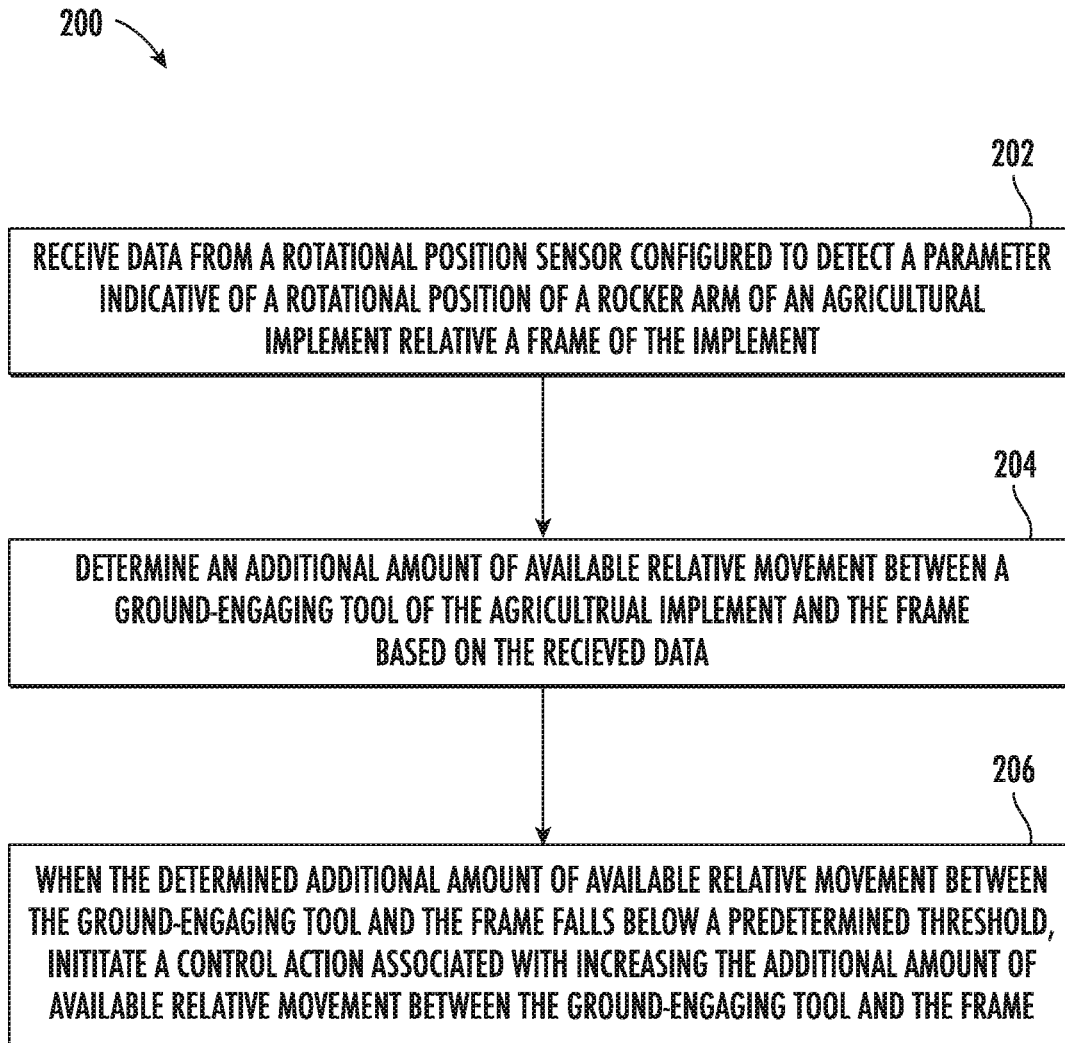 200
202
RECEIVE DATA FROM A ROTATIONAL POSITION SENSOR CONFIGURED TO DETECT A PARAMETER
INDICATIVE OF A ROTATIONAL POSITION OF A ROCKER ARM OF AN AGRICULTURAL
IMPLEMENT RELATIVE A FRAME OF THE IMPLEMENT
204
DETERMINE AN ADDITIONAL AMOUNT OF AVAILABLE RELATIVE MOVEMENT BETWEEN A
GROUND-ENGAGING TOOL OF THE AGRICULTRUAL IMPLEMENT AND THE FRAME
BASED ON THE RECIEVED DATA
206
WHEN THE DETERMINED ADDITIONAL AMOUNT OF AVAILABLE RELATIVE MOVEMENT BETWEEN
THE GROUND-ENGAGING TOOL AND THE FRAME FALLS BELOW A PREDETERMINED THRESHOLD,
INITITATE A CONTROL ACTION ASSOCIATED WITH INCREASING THE ADDITIONAL AMOUNT OF
AVAILABLE RELATIVE MOVEMENT BETWEEN THE GROUND-ENGAGING TOOL AND THE FRAME